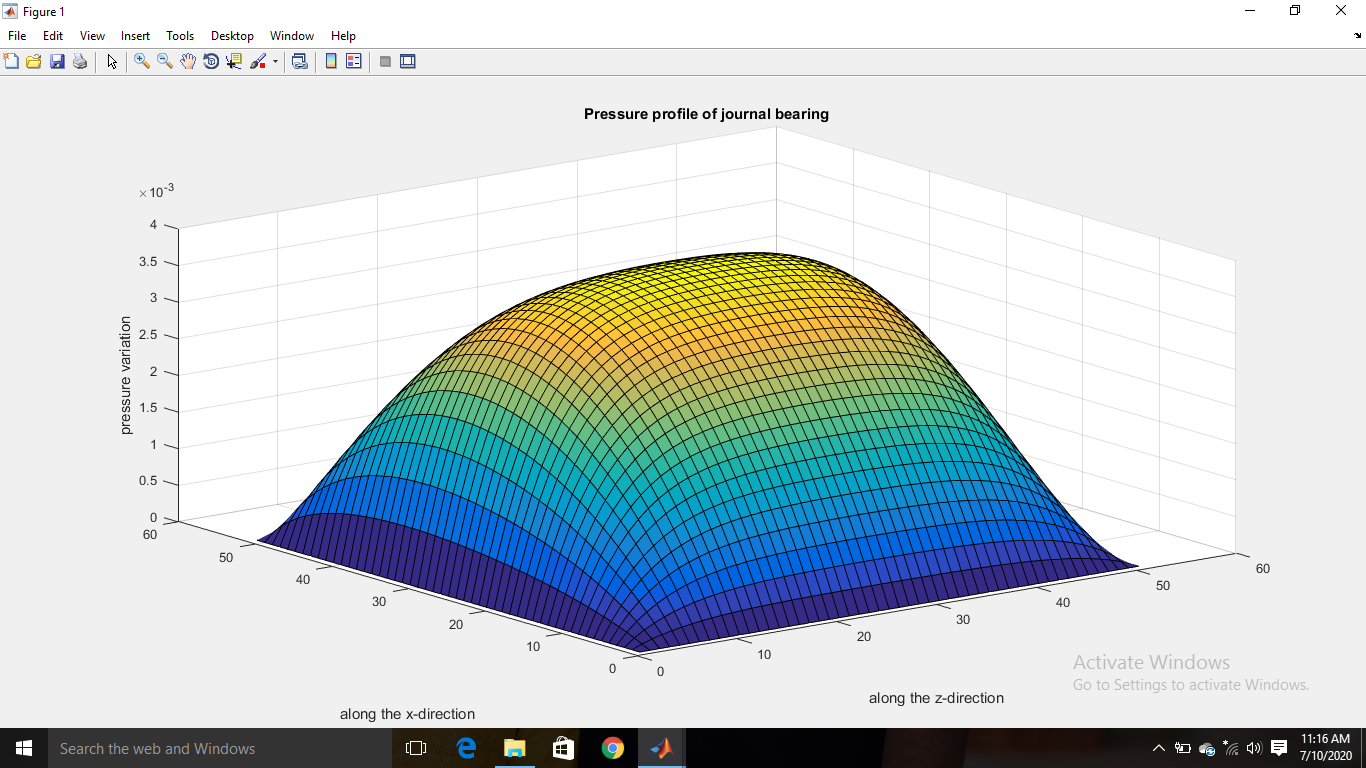 Figure 1
File Edit View Insert Tools Desktop Window Help
Pressure profile of journal bearing
×10-3
4
3.5
3
2.5
2
1.5
1
0.5
0
pressure variation
60
50
40
30
20
10
0
along the x-direction
0
10
20
30
40
50
60
along the z-direction
Activate Windows
Go to Settings to activate Windows.
Search the web and Windows
11:16 AM
7/10/2020